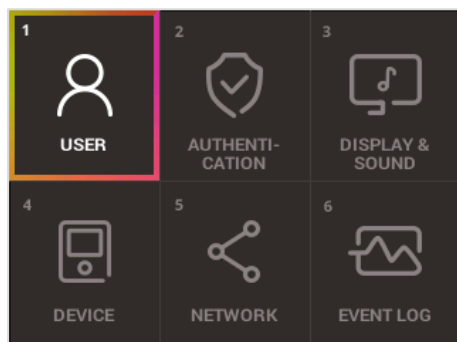 1
USER
2
AUTHENTI-
CATION
3
DISPLAY &
SOUND
4
DEVICE
5
NETWORK
6
EVENT LOG